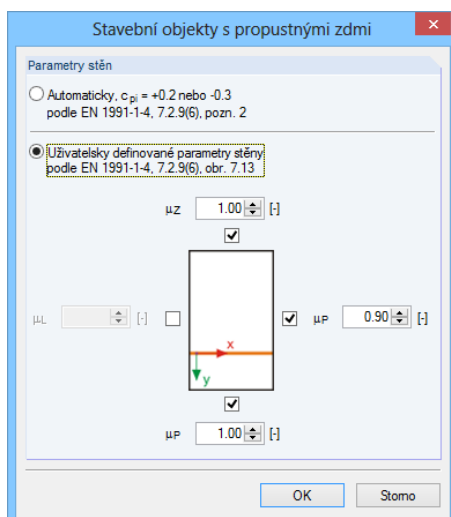 Stavební objekty s propustnými zdmi
Parametry stěn
Automaticky, c pi = +0.2 nebo -0.3
podle EN 1991-1-4, 7.2.9(6), pozn. 2
Uživatelsky definované parametry stěny
podle EN 1991-1-4, 7.2.9(6), obr. 7.13
μZ 1.00 [-]
μL [-] μP 0.90 [-]
x
y
μP 1.00 [-]
OK Storno